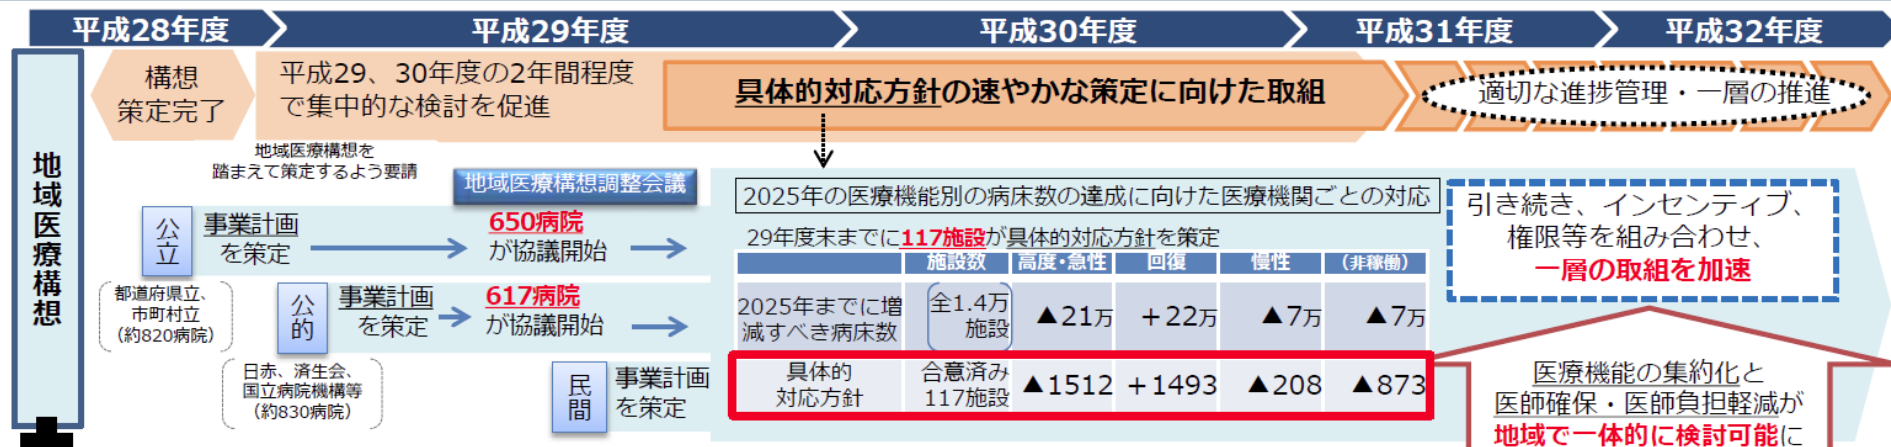 平成28年度
平成29年度
平成30年度
平成31年度
平成32年度
構想
策定完了
平成29、30年度の2年間程度
で集中的な検討を促進
具体的対応方針の速やかな策定に向けた取組
適切な進捗管理・一層の推進
地域医療構想
地域医療構想を
踏まえて策定するよう要請
地域医療構想調整会議
公立
事業計画
を策定
650病院
が協議開始
都道府県立、
市町村立
(約820病院)
公的
事業計画
を策定
617病院
が協議開始
日赤、済生会、
国立病院機構等
(約830病院)
民間
事業計画
を策定
2025年の医療機能別の病床数の達成に向けた医療機関ごとの対応
29年度末までに117施設が具体的対応方針を策定
施設数 高度・急性 回復 慢性 (非稼働)
2025年までに増
減すべき病床数
全1.4万
施設
▲21万 +22万 ▲7万 ▲7万
具体的
対応方針
合意済み
117施設
▲1512 +1493 ▲208 ▲873
引き続き、インセンティブ、
権限等を組み合わせ、
一層の取組を加速
医療機能の集約化と
医師確保・医師負担軽減が
地域で一体的に検討可能に